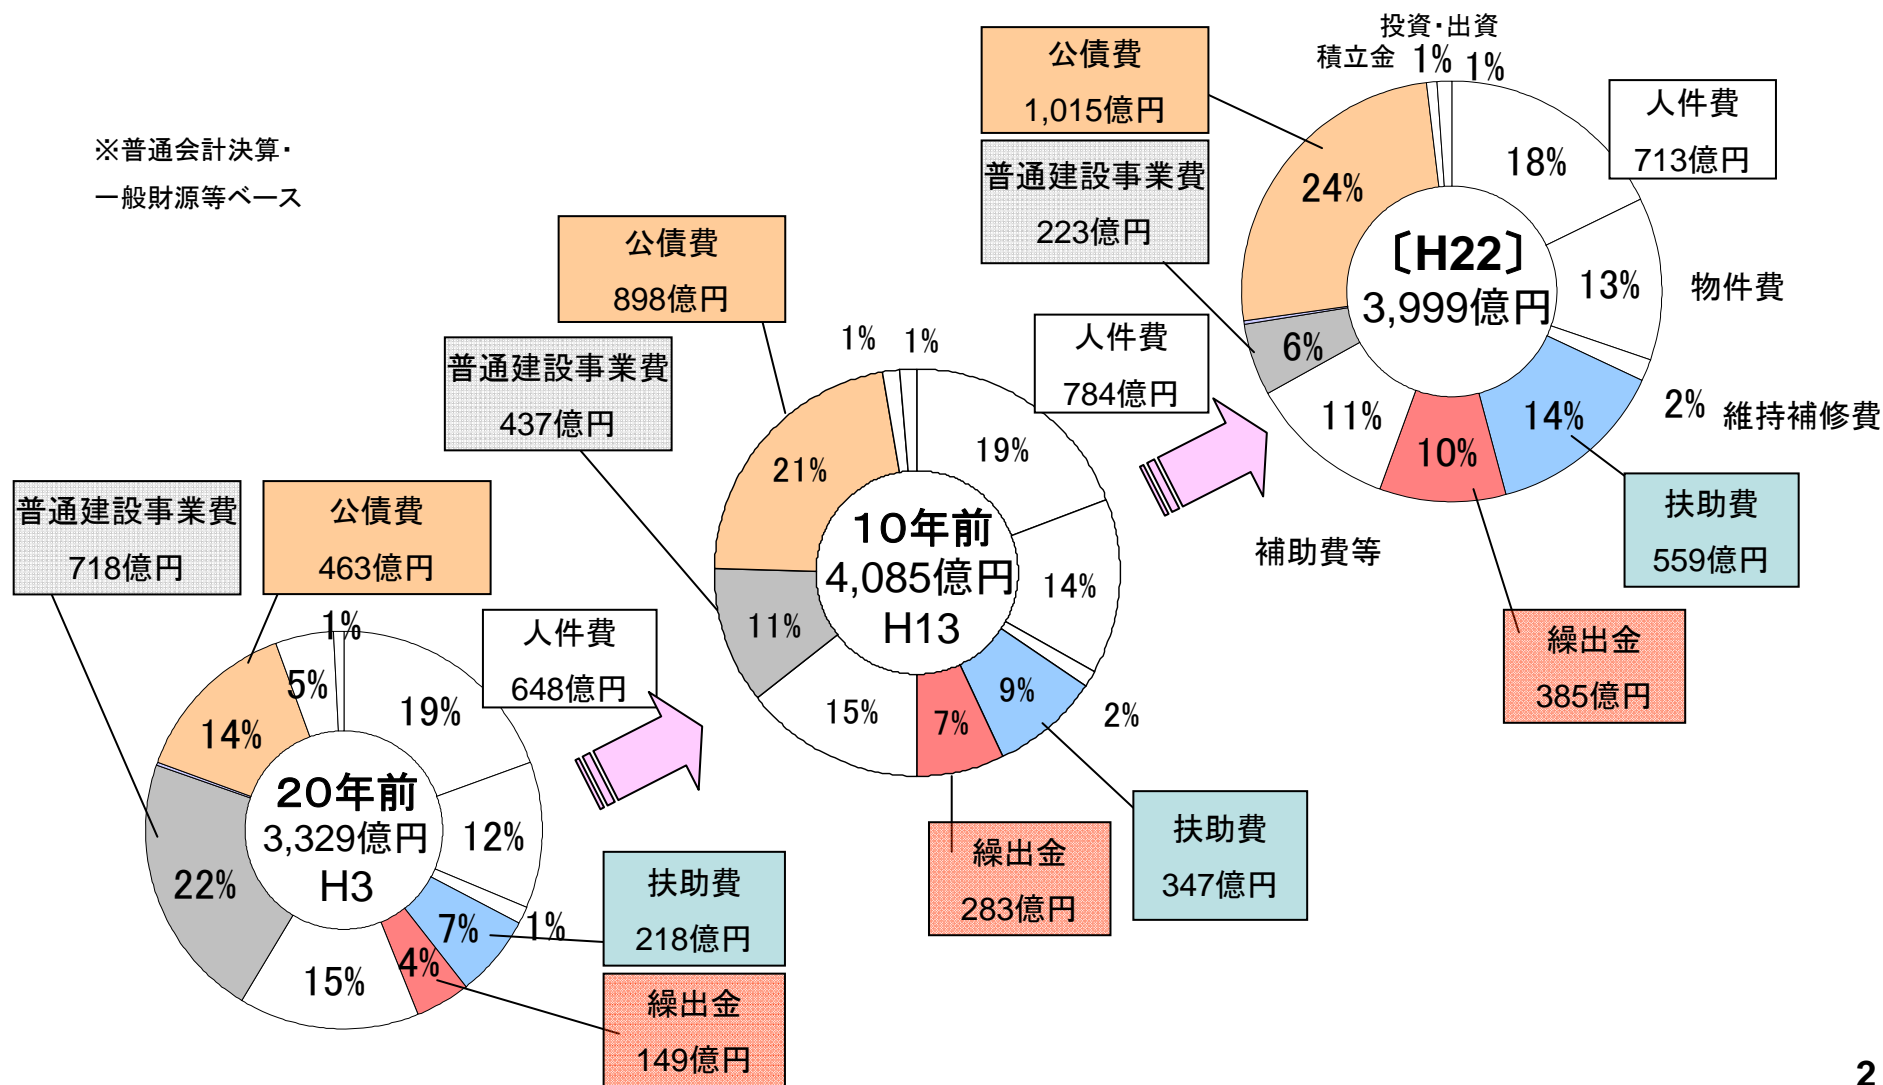 ※普通会計決算・
一般財源等ベース
普通建設事業費
718億円
公債費
463億円
人件費
648億円
1%
5%
19%
14%
12%
22%
1%
7%
4%
15%
20年前
3,329億円
H3
扶助費
218億円
繰出金
149億円
公債費
898億円
普通建設事業費
437億円
人件費
784億円
1%
1%
21%
19%
14%
11%
2%
9%
7%
15%
10年前
4,085億円
H13
扶助費
347億円
繰出金
283億円
公債費
1,015億円
普通建設事業費
223億円
投資・出資
積立金
1%
1%
人件費
713億円
18%
24%
13%
物件費
6%
2%
維持補修費
14%
11%
10%
〔H22〕
3,999億円
補助費等
扶助費
559億円
繰出金
385億円
2